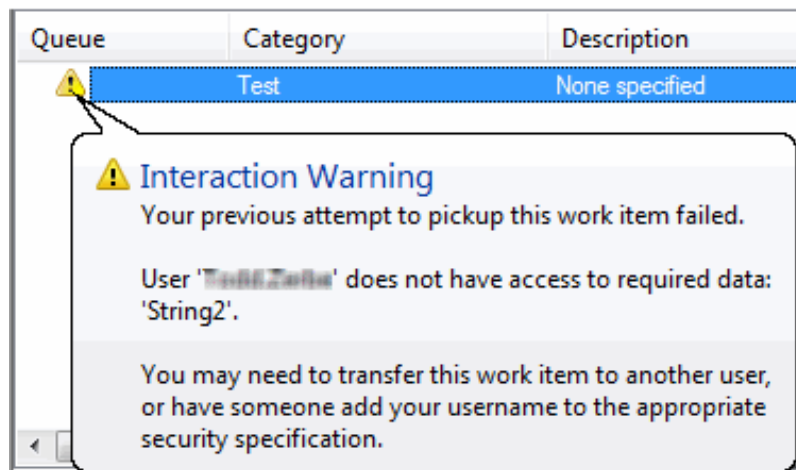 Queue Category Description
Test None specified
Interaction Warning
Your previous attempt to pickup this work item failed.
User '' does not have access to required data:
'String2'.
You may need to transfer this work item to another user,
or have someone add your username to the appropriate
security specification.